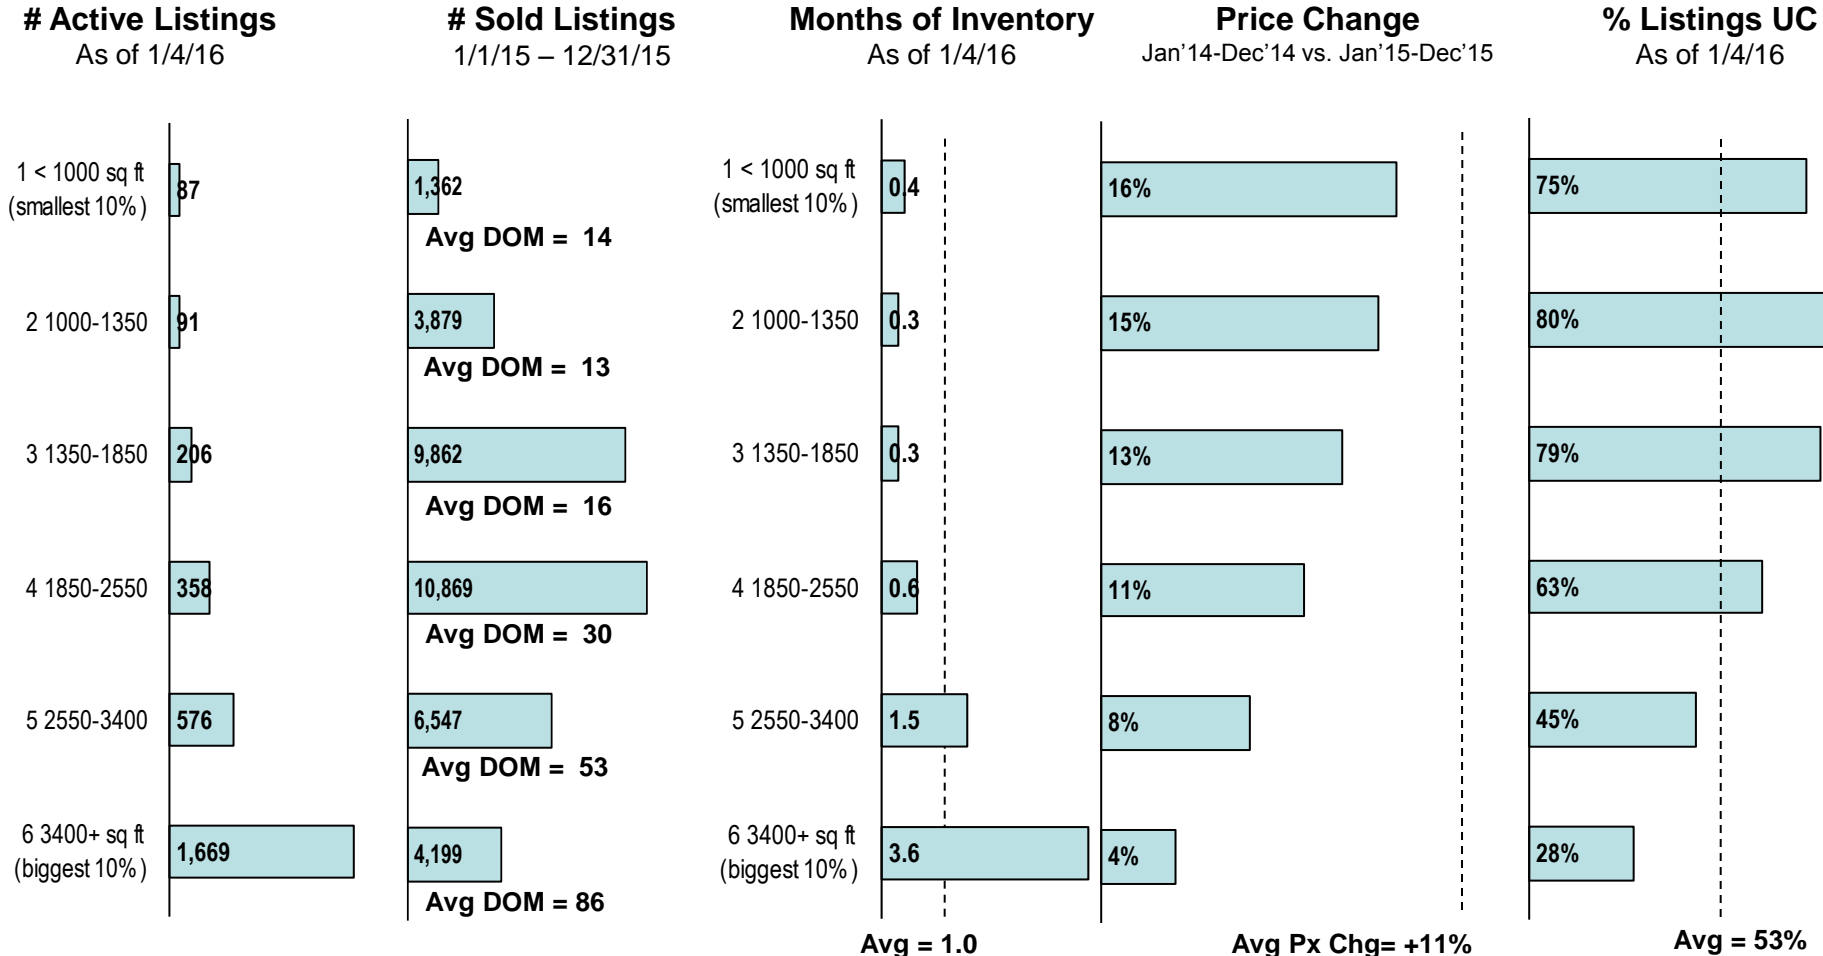 # Active Listings
As of 1/4/16
# Sold Listings
1/1/15 – 12/31/15
Months of Inventory
As of 1/4/16
Price Change
Jan'14-Dec'14 vs. Jan'15-Dec'15
% Listings UC
As of 1/4/16
1 < 1000 sq ft
(smallest 10%)
87
1,362
Avg DOM = 14
1 < 1000 sq ft
(smallest 10%)
0.4
16%
75%
2 1000-1350
91
3,879
Avg DOM = 13
2 1000-1350
0.3
15%
80%
3 1350-1850
206
9,862
Avg DOM = 16
3 1350-1850
0.3
13%
79%
4 1850-2550
358
10,869
Avg DOM = 30
4 1850-2550
0.6
11%
63%
5 2550-3400
576
6,547
Avg DOM = 53
5 2550-3400
1.5
8%
45%
6 3400+ sq ft
(biggest 10%)
1,669
4,199
Avg DOM = 86
6 3400+ sq ft
(biggest 10%)
3.6
4%
28%
Avg = 1.0
Avg Px Chg= +11%
Avg = 53%